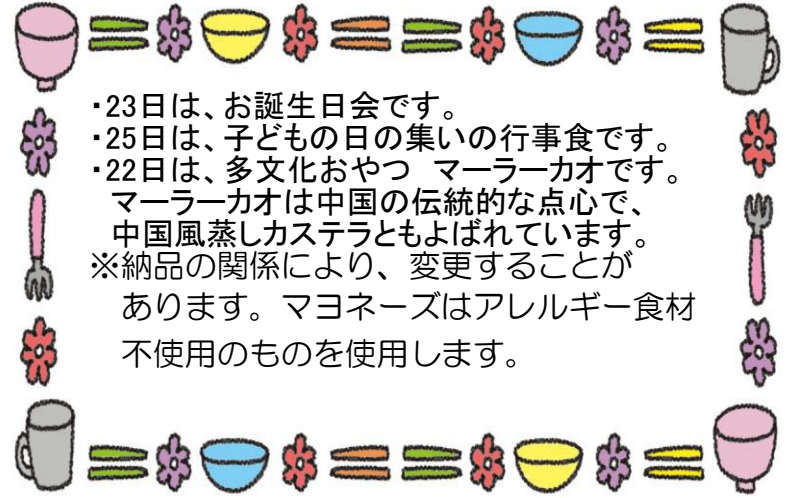 ・23日は、お誕生日会です。
・25日は、子どもの日の集いの行事食です。
・22日は、多文化おやつ　マーラーカオです。
マーラーカオは中国の伝統的な点心で、
中国風蒸しカステラともよばれています。
※納品の関係により、変更することが
あります。マヨネーズはアレルギー食材
不使用のものを使用します。